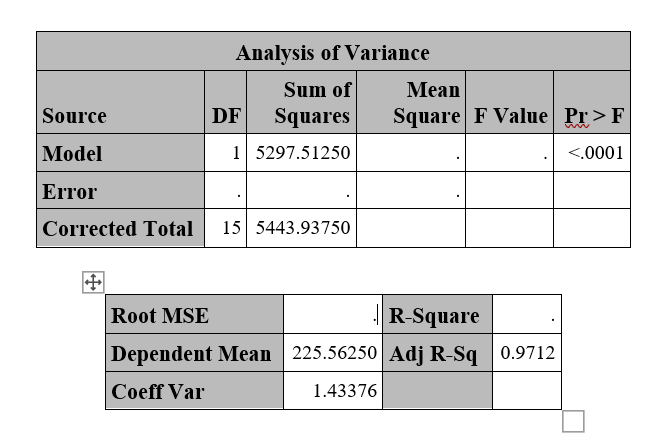 Analysis of Variance
Source DF Sum of Squares Mean Square F Value Pr > F
Model 1 5297.51250 . . <.0001
Error . . .
Corrected Total 15 5443.93750
Root MSE . R-Square .
Dependent Mean 225.56250 Adj R-Sq 0.9712
Coeff Var 1.43376